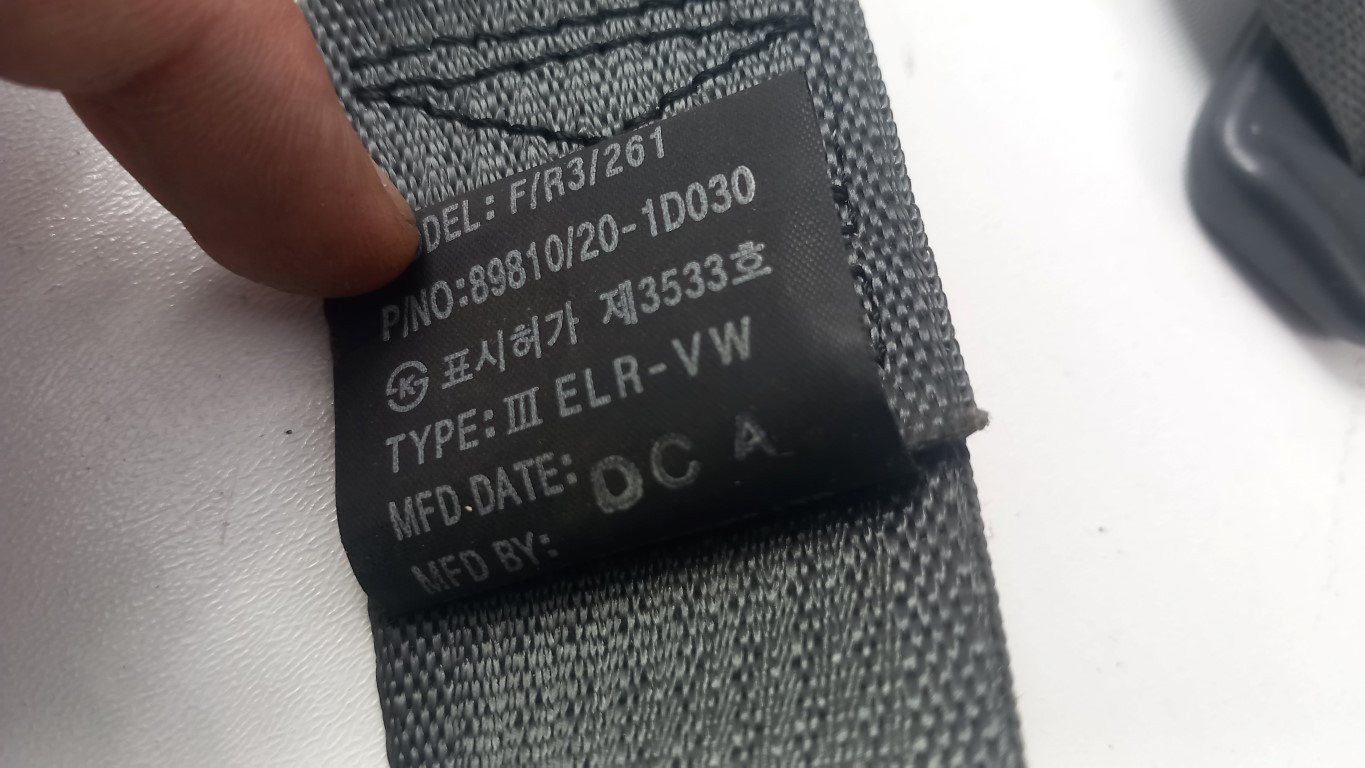 MODEL: F/R3/261
P/NO:89810/20-1D030
표시허가 제3533호
TYPE: Ⅲ ELR-VW
MFD.DATE: DC A
MFD BY: